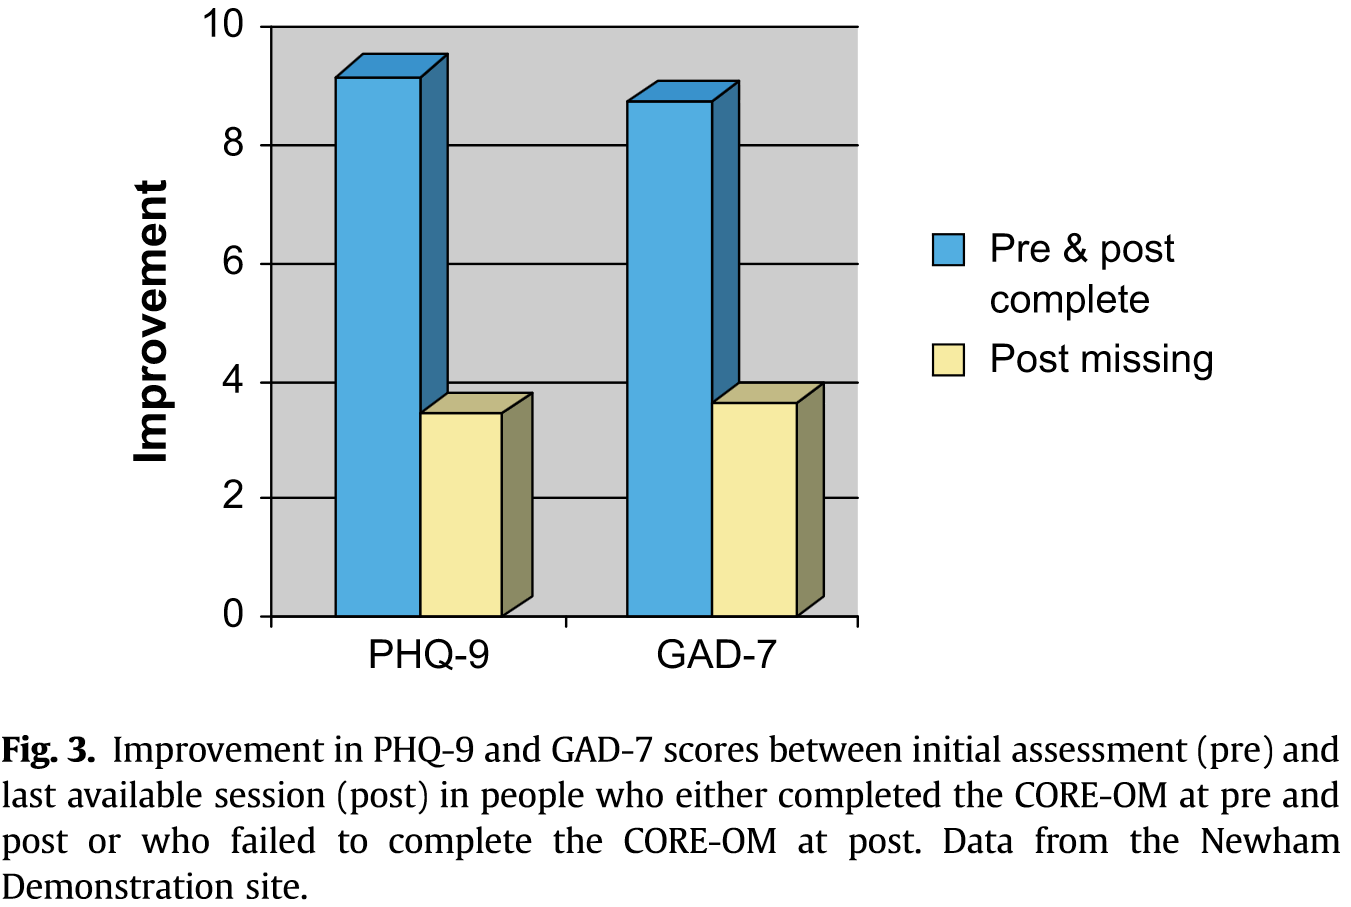 10
8
6
4
2
0
Improvement
PHQ-9
GAD-7
Pre & post
complete
Post missing
Fig. 3. Improvement in PHQ-9 and GAD-7 scores between initial assessment (pre) and
last available session (post) in people who either completed the CORE-OM at pre and
post or who failed to complete the CORE-OM at post. Data from the Newham
Demonstration site.